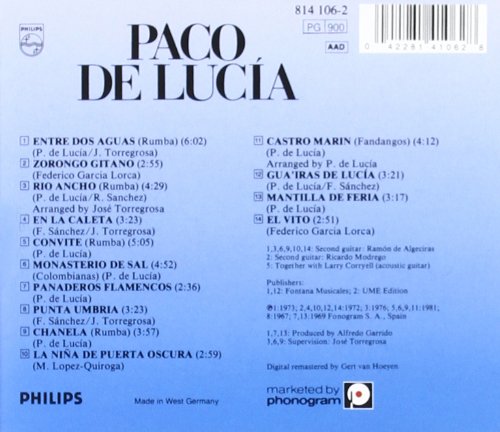 PHILIPS
PACO
DE LUCÍA
814 106-2
PG 900
AAD
0 42281 41062 8
1 ENTRE DOS AGUAS (Rumba) (6:02)
(P. de Lucía/J. Torregrosa)
2 ZORONGO GITANO (2:55)
(Federico Garcia Lorca)
3 RIO ANCHO (Rumba) (4:29)
(P. de Lucía/R. Sanchez)
Arranged by José Torregrosa
4 EN LA CALETA (3:23)
(F. Sánchez/J. Torregrosa)
5 CONVITE (Rumba) (5:05)
(P. de Lucía)
6 MONASTERIO DE SAL (4:52)
(Colombianas) (P. de Lucía)
7 PANADEROS FLAMENCOS (2:36)
(P. de Lucía)
8 PUNTA UMBRIA (3:23)
(F. Sánchez/J. Torregrosa)
9 CHANELA (Rumba) (3:57)
(P. de Lucía)
10 LA NIÑA DE PUERTA OSCURA (2:59)
(M. Lopez-Quiroga)
11 CASTRO MARIN (Fandangos) (4:12)
(P. de Lucía)
Arranged by P. de Lucía
12 GUA'IRAS DE LUCÍA (3:21)
(P. de Lucía/F. Sánchez)
13 MANTILLA DE FERIA (3:17)
(P. de Lucía)
14 EL VITO (2:51)
(Federico Garcia Lorca)
1,3,6,9,10,14: Second guitar: Ramón de Algeciras
2: Second guitar: Ricardo Modrego
5: Together with Larry Corryell (acoustic guitar)
Publishers:
1,12: Fontana Musicales; 2: UME Edition
℗1:1973; 2,4,10,12,14:1972; 3:1976; 5,6,9,11:1981,
8:1967; 7,13:1969 Fonogram S. A., Spain
1,7,13: Produced by Alfredo Garrido
3,6,9: Supervision: José Torregrosa
Digital remastered by Gert van Hoeyen
PHILIPS
Made in West Germany
marketed by
phonogram